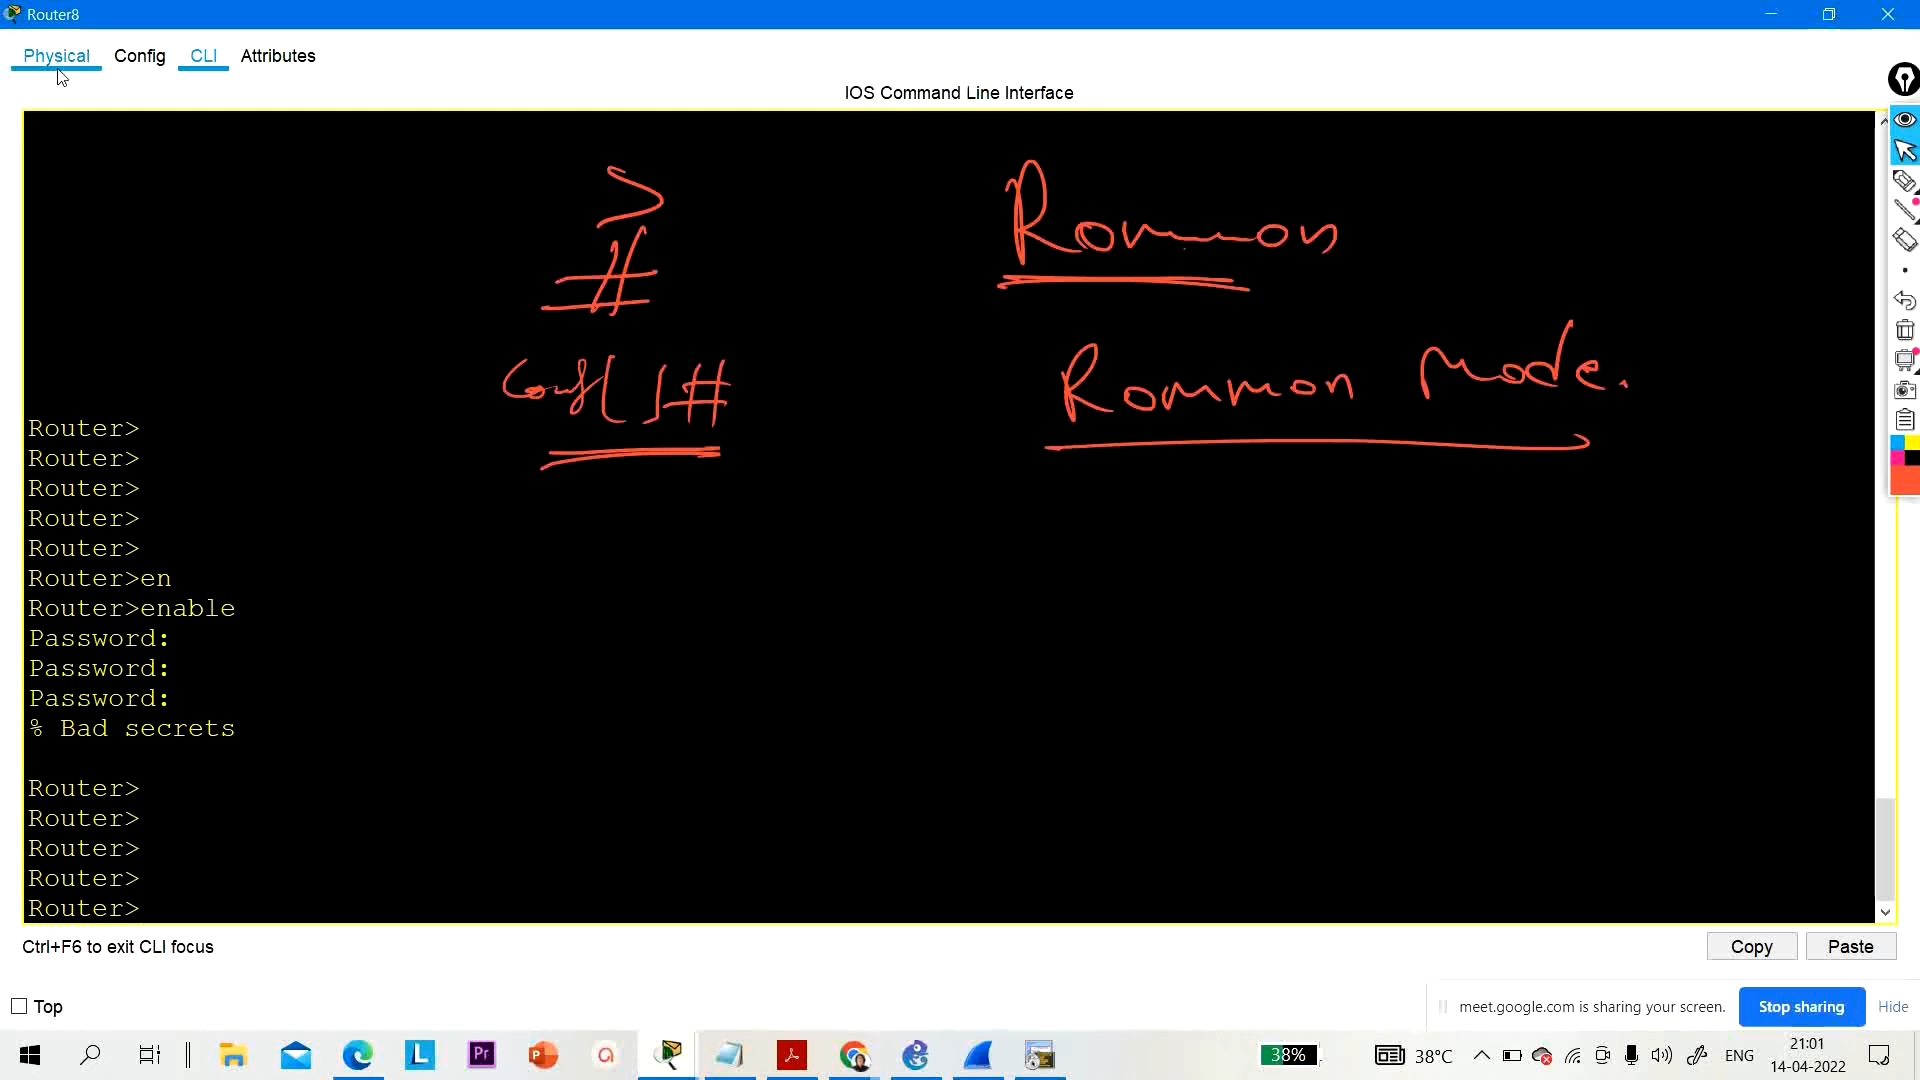 Router8
Physical Config CLI Attributes
IOS Command Line Interface
>
Rommon
#
Conf( )#
Rommon Mode.
Router>
Router>
Router>
Router>
Router>
Router>en
Router>enable
Password:
Password:
Password:
% Bad secrets
Router>
Router>
Router>
Router>
Router>
Ctrl+F6 to exit CLI focus
Copy Paste
Top
meet.google.com is sharing your screen. Stop sharing Hide
L Pr P a 38% 38°C ENG 21:01
14-04-2022